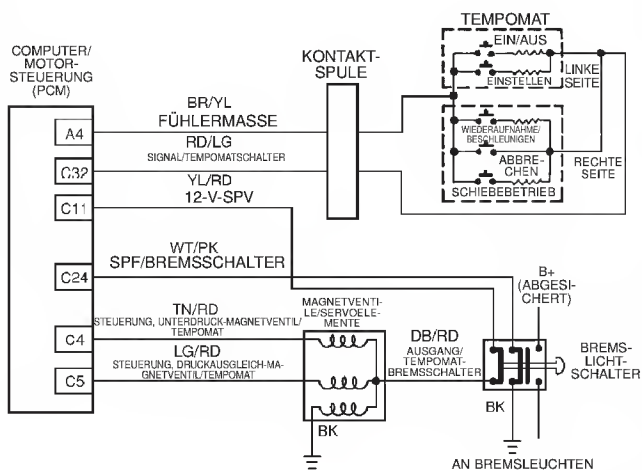 TEMPOMAT
EIN/AUS
EINSTELLEN
LINKE
SEITE
WIEDERAUFNAHME/
BESCHLEUNIGEN
ABBRE-
CHEN
SCHIEBEBETRIEB
RECHTE
SEITE
COMPUTER/
MOTOR-
STEUERUNG
(PCM)
KONTAKT-
SPULE
A4
BR/YL
FÜHLERMASSE
C32
RD/LG
SIGNAL/TEMPOMATSCHALTER
C11
YL/RD
12-V-SPV
C24
WT/PK
SPF/BREMSSCHALTER
C4
TN/RD
STEUERUNG, UNTERDRUCK-MAGNETVENTIL/
TEMPOMAT
C5
LG/RD
STEUERUNG, DRUCKAUSGLEICH-MA-
GNETVENTIL/TEMPOMAT
MAGNETVENTI-
LE/SERVOELE-
MENTE
BK
DB/RD
AUSGANG/
TEMPOMAT-
BREMSSCHALTER
B+
(ABGESI-
CHERT)
BREMS-
LICHT-
SCHALTER
BK
AN BREMSLEUCHTEN